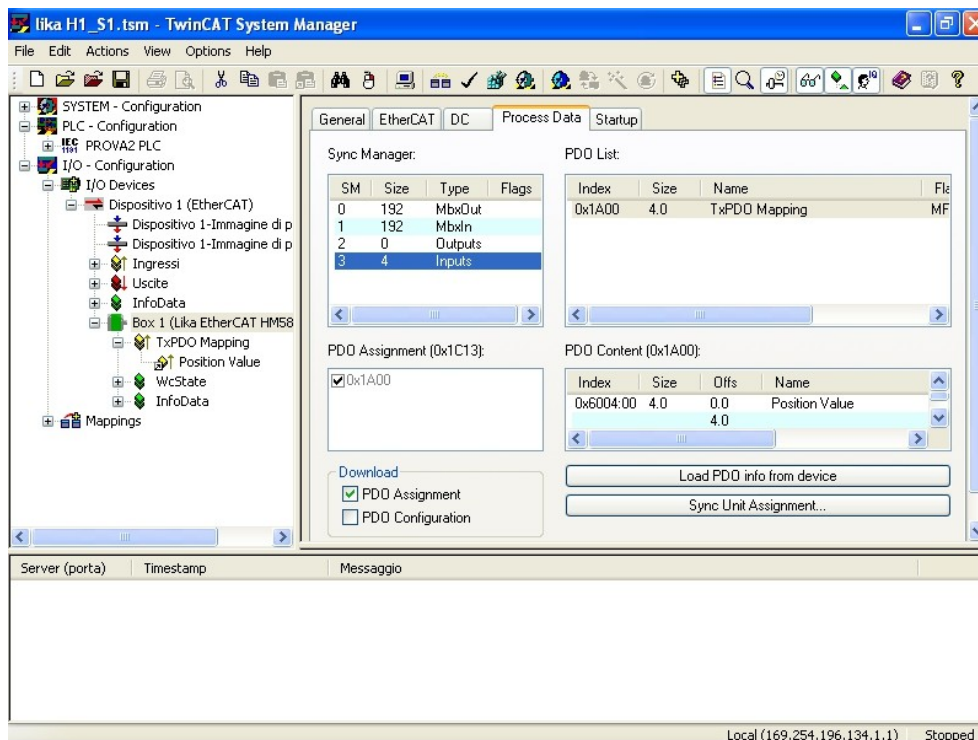 lika H1_S1.tsm - TwinCAT System Manager
File Edit Actions View Options Help
SYSTEM - Configuration
PLC - Configuration
IEC 1131 PROVA2 PLC
I/O - Configuration
I/O Devices
Dispositivo 1 (EtherCAT)
Dispositivo 1-Immagine di p
Dispositivo 1-Immagine di p
Ingressi
Uscite
InfoData
Box 1 (Lika EtherCAT HM58
TxPDO Mapping
Position Value
WcState
InfoData
Mappings
General EtherCAT DC Process Data Startup
Sync Manager:
SM Size Type Flags
0 192 MbxOut
1 192 MbxIn
2 0 Outputs
3 4 Inputs
PDO List:
Index Size Name Fla
0x1A00 4.0 TxPDO Mapping MF
PDO Assignment (0x1C13):
0x1A00
PDO Content (0x1A00):
Index Size Offs Name
0x6004:00 4.0 0.0 Position Value
4.0
Download
PDO Assignment
PDO Configuration
Load PDO info from device
Sync Unit Assignment...
Server (porta) Timestamp Messaggio
Local (169.254.196.134.1.1) Stopped